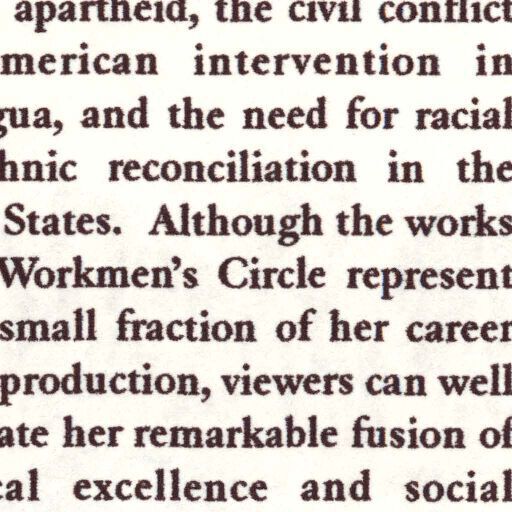 apartheid, the civil conflict
merican intervention in
gua, and the need for racial
hnic reconciliation in the
States. Although the works
Workmen's Circle represent
small fraction of her career
production, viewers can well
ate her remarkable fusion of
cal excellence and social